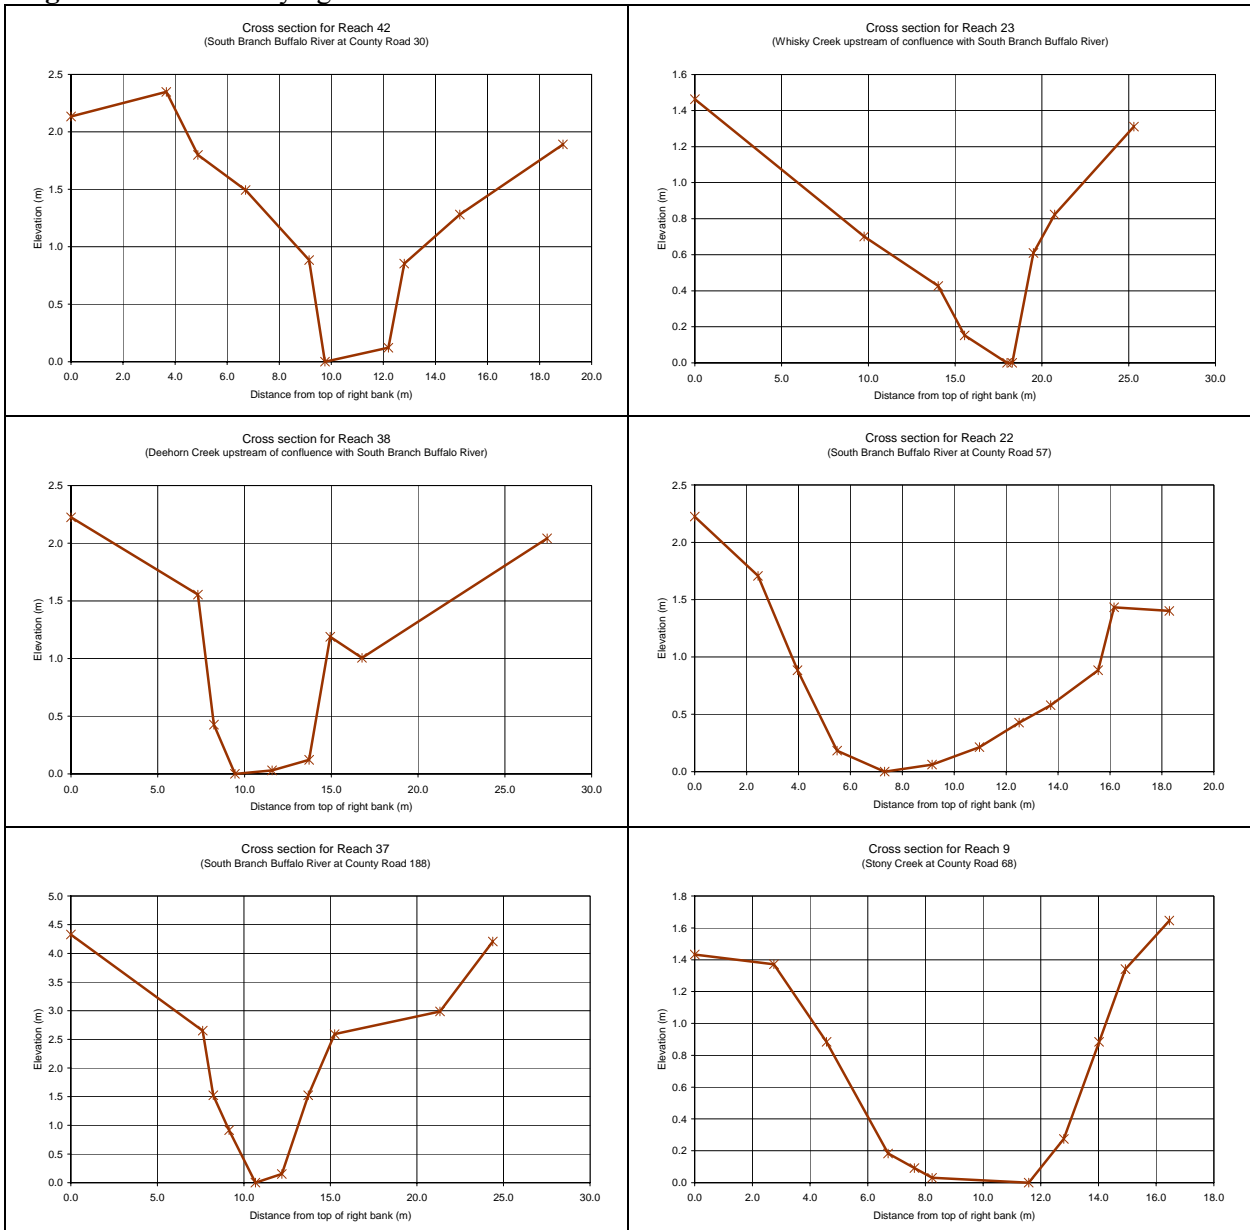 Cross section for Reach 42
(South Branch Buffalo River at County Road 30)
2.5
2.0
1.5
1.0
0.5
0.0
Elevation (m)
0.0 2.0 4.0 6.0 8.0 10.0 12.0 14.0 16.0 18.0 20.0
Distance from top of right bank (m)
Cross section for Reach 23
(Whisky Creek upstream of confluence with South Branch Buffalo River)
1.6
1.4
1.2
1.0
0.8
0.6
0.4
0.2
0.0
Elevation (m)
0.0 5.0 10.0 15.0 20.0 25.0 30.0
Distance from top of right bank (m)
Cross section for Reach 38
(Deehorn Creek upstream of confluence with South Branch Buffalo River)
2.5
2.0
1.5
1.0
0.5
0.0
Elevation (m)
0.0 5.0 10.0 15.0 20.0 25.0 30.0
Distance from top of right bank (m)
Cross section for Reach 22
(South Branch Buffalo River at County Road 57)
2.5
2.0
1.5
1.0
0.5
0.0
Elevation (m)
0.0 2.0 4.0 6.0 8.0 10.0 12.0 14.0 16.0 18.0 20.0
Distance from top of right bank (m)
Cross section for Reach 37
(South Branch Buffalo River at County Road 188)
5.0
4.5
4.0
3.5
3.0
2.5
2.0
1.5
1.0
0.5
0.0
Elevation (m)
0.0 5.0 10.0 15.0 20.0 25.0 30.0
Distance from top of right bank (m)
Cross section for Reach 9
(Stony Creek at County Road 68)
1.8
1.6
1.4
1.2
1.0
0.8
0.6
0.4
0.2
0.0
Elevation (m)
0.0 2.0 4.0 6.0 8.0 10.0 12.0 14.0 16.0 18.0
Distance from top of right bank (m)